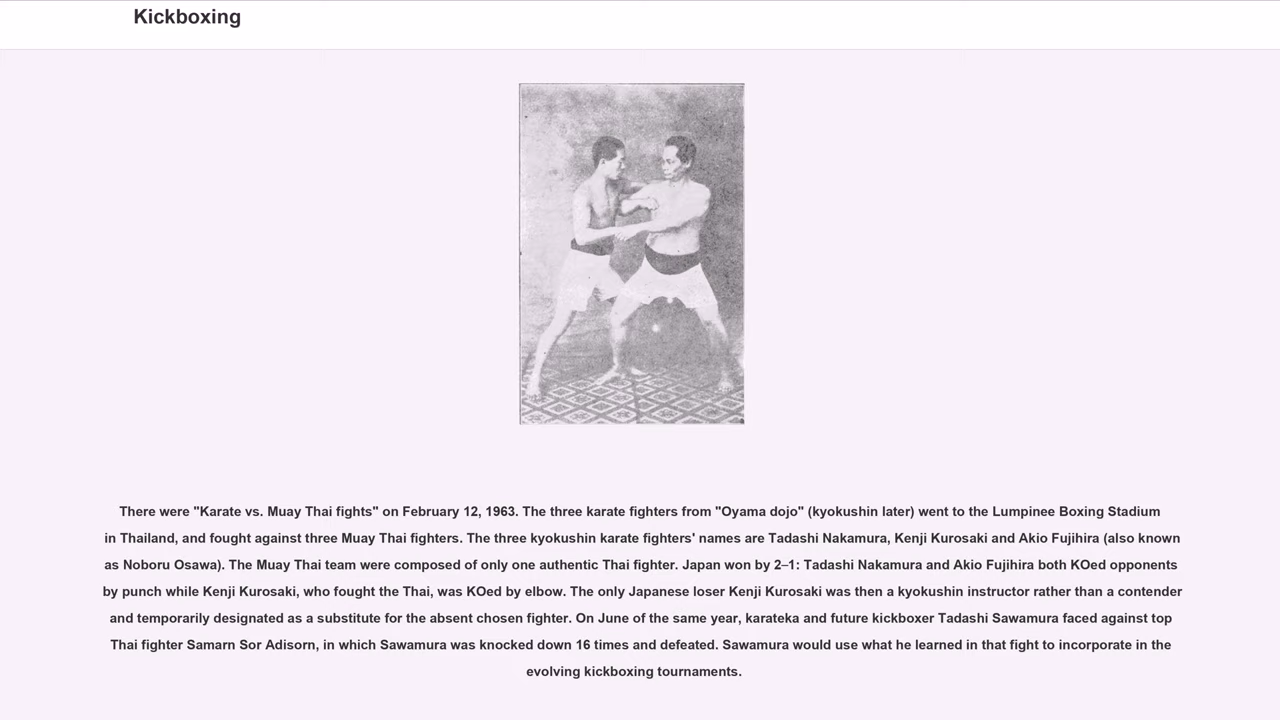 Kickboxing
There were "Karate vs. Muay Thai fights" on February 12, 1963. The three karate fighters from "Oyama dojo" (kyokushin later) went to the Lumpinee Boxing Stadium
in Thailand, and fought against three Muay Thai fighters. The three kyokushin karate fighters' names are Tadashi Nakamura, Kenji Kurosaki and Akio Fujihira (also known
as Noboru Osawa). The Muay Thai team were composed of only one authentic Thai fighter. Japan won by 2–1: Tadashi Nakamura and Akio Fujihira both KOed opponents
by punch while Kenji Kurosaki, who fought the Thai, was KOed by elbow. The only Japanese loser Kenji Kurosaki was then a kyokushin instructor rather than a contender
and temporarily designated as a substitute for the absent chosen fighter. On June of the same year, karateka and future kickboxer Tadashi Sawamura faced against top
Thai fighter Samarn Sor Adisorn, in which Sawamura was knocked down 16 times and defeated. Sawamura would use what he learned in that fight to incorporate in the
evolving kickboxing tournaments.